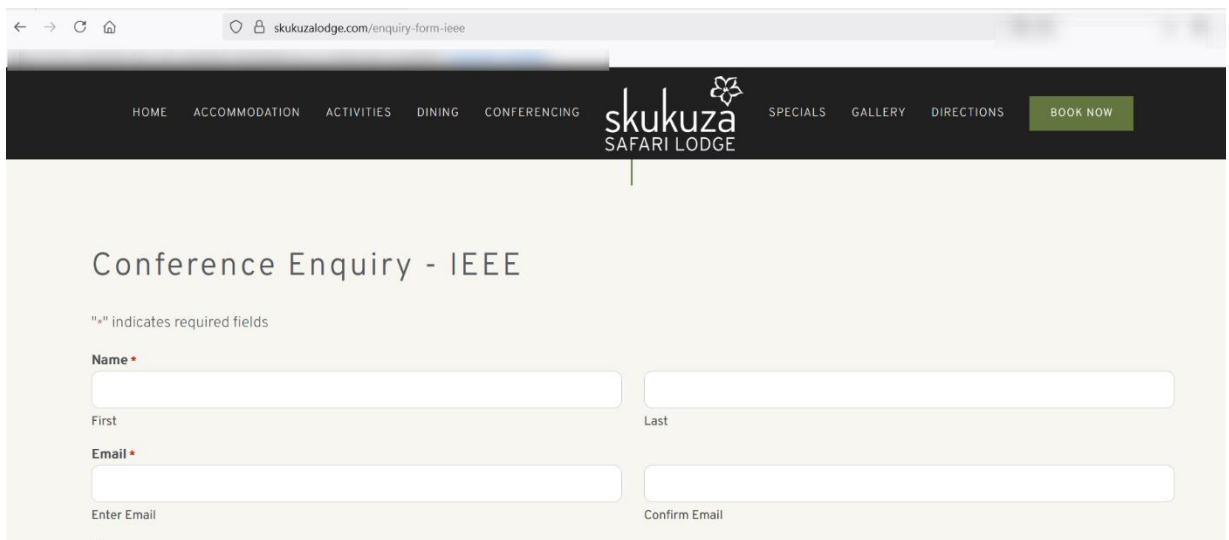 skukuzalodge.com/enquiry-form-ieee
HOME ACCOMMODATION ACTIVITIES DINING CONFERENCING skukuza SAFARI LODGE SPECIALS GALLERY DIRECTIONS BOOK NOW
Conference Enquiry - IEEE
"*" indicates required fields
Name *
First Last
Email *
Enter Email Confirm Email